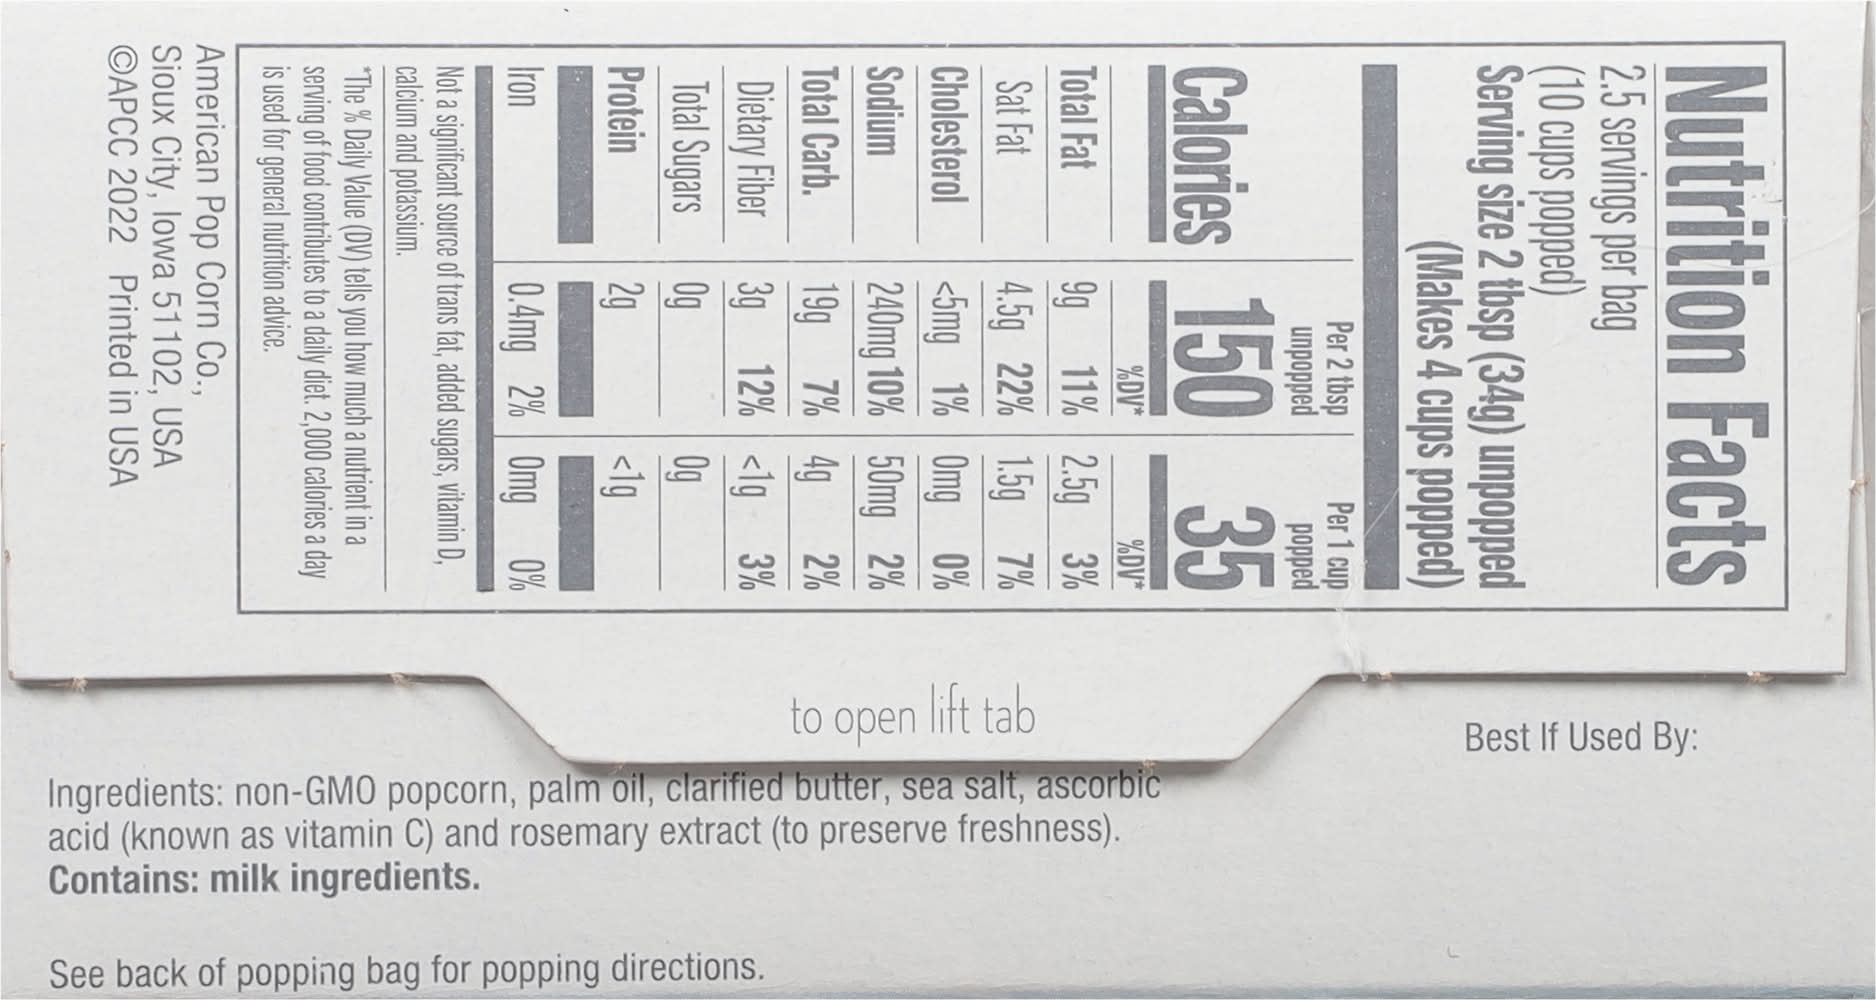 Nutrition Facts
2.5 servings per bag
(10 cups popped)
Serving size 2 tbsp (34g) unpopped
(Makes 4 cups popped)
Per 2 tbsp unpopped Per 1 cup popped
Calories 150 35
%DV* %DV*
Total Fat 9g 11% 2.5g 3%
Sat Fat 4.5g 22% 1.5g 7%
Cholesterol <5mg 1% 0mg 0%
Sodium 240mg 10% 50mg 2%
Total Carb. 19g 7% 4g 2%
Dietary Fiber 3g 12% <1g 3%
Total Sugars 0g 0g
Protein 2g <1g
Iron 0.4mg 2% 0mg 0%
Not a significant source of trans fat, added sugars, vitamin D,
calcium and potassium.
*The % Daily Value (DV) tells you how much a nutrient in a
serving of food contributes to a daily diet. 2,000 calories a day
is used for general nutrition advice.
American Pop Corn Co.,
Sioux City, Iowa 51102, USA
©APCC 2022 Printed in USA
to open lift tab
Best If Used By:
Ingredients: non-GMO popcorn, palm oil, clarified butter, sea salt, ascorbic
acid (known as vitamin C) and rosemary extract (to preserve freshness).
Contains: milk ingredients.
See back of popping bag for popping directions.